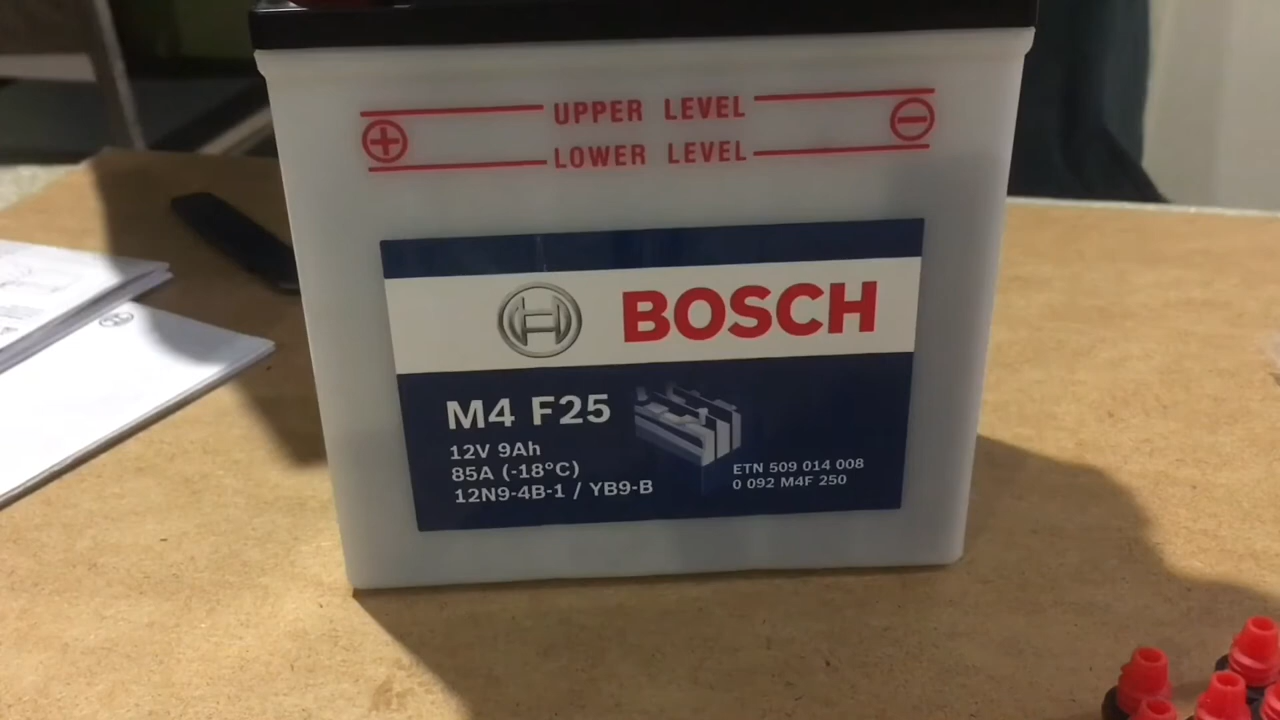 UPPER LEVEL
LOWER LEVEL
BOSCH
M4 F25
12V 9Ah
85A (-18°C)
12N9-4B-1 / YB9-B
ETN 509 014 008
0 092 M4F 250